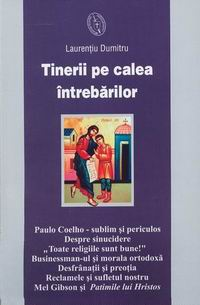 Laurențiu Dumitru
Tinerii pe calea
întrebărilor
Paulo Coelho - sublim și periculos
Despre sinucidere
„Toate religiile sunt bune!"
Businessman-ul și morala ortodoxă
Desfrânații și preoția
Reclamele și sufletul nostru
Mel Gibson și Patimile lui Hristos